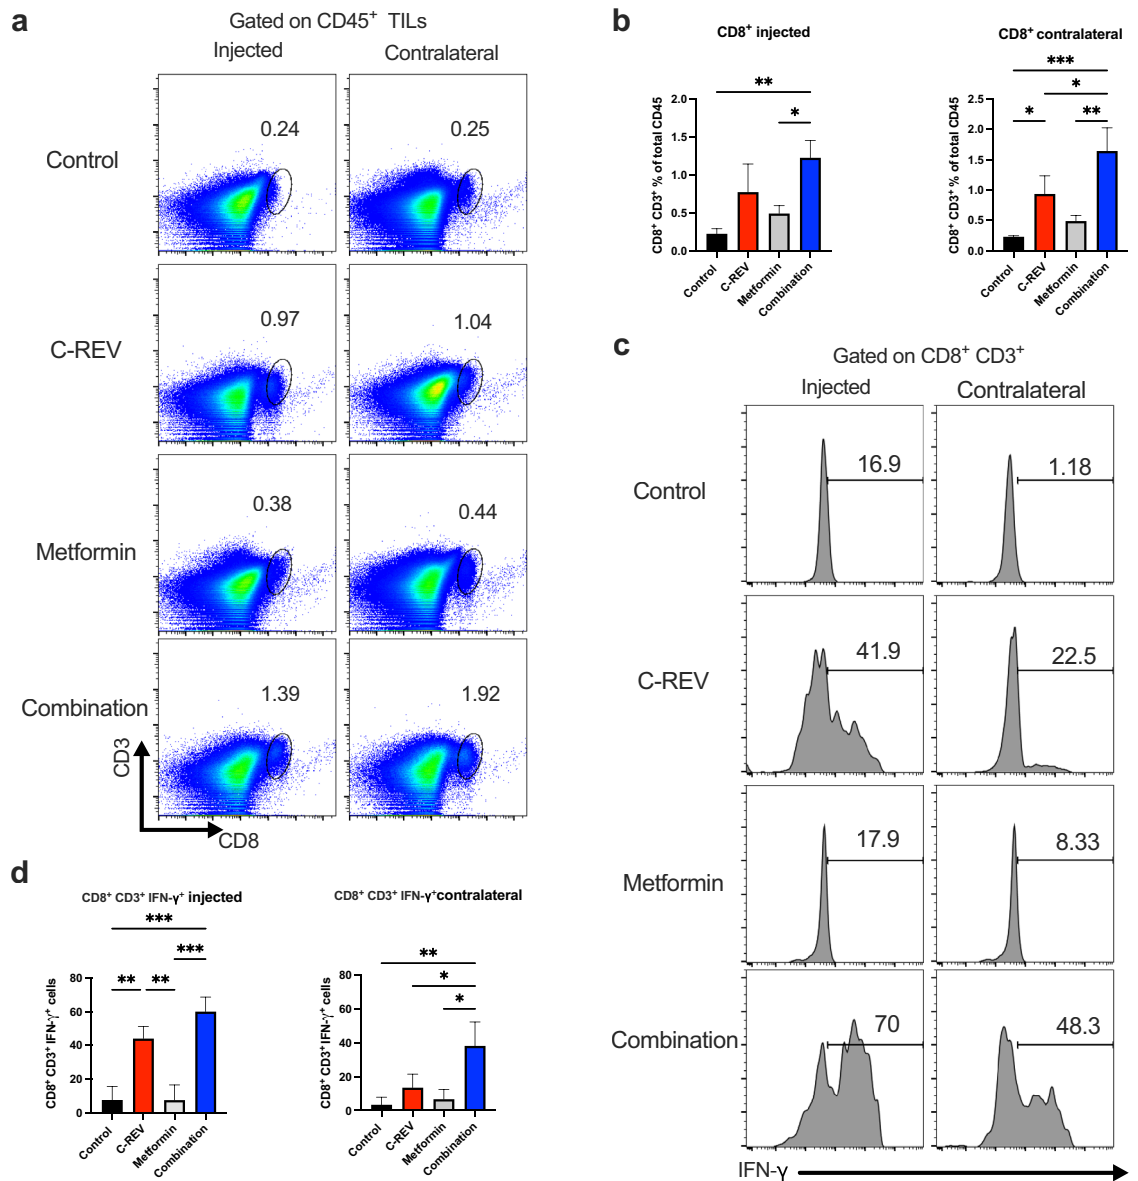 a
Gated on CD45⁺ TILs
Injected
Contralateral
Control
0.24
0.25
C-REV
0.97
1.04
Metformin
0.38
0.44
Combination
1.39
1.92
CD3
CD8
b
CD8⁺ injected
**
*
CD8⁺ CD3⁺ % of total CD45
2.0
1.5
1.0
0.5
0.0
Control
C-REV
Metformin
Combination
CD8⁺ contralateral
***
*
*
**
CD8⁺ CD3⁺ % of total CD45
2.5
2.0
1.5
1.0
0.5
0.0
Control
C-REV
Metformin
Combination
c
Gated on CD8⁺ CD3⁺
Injected
Contralateral
Control
16.9
1.18
C-REV
41.9
22.5
Metformin
17.9
8.33
Combination
70
48.3
IFN-γ
d
CD8⁺ CD3⁺ IFN-γ⁺ injected
***
***
**
**
CD8⁺ CD3⁺ IFN-γ⁺ cells
80
60
40
20
0
Control
C-REV
Metformin
Combination
CD8⁺ CD3⁺ IFN-γ⁺contralateral
**
*
*
CD8⁺ CD3⁺ IFN-γ⁺ cells
80
60
40
20
0
Control
C-REV
Metformin
Combination